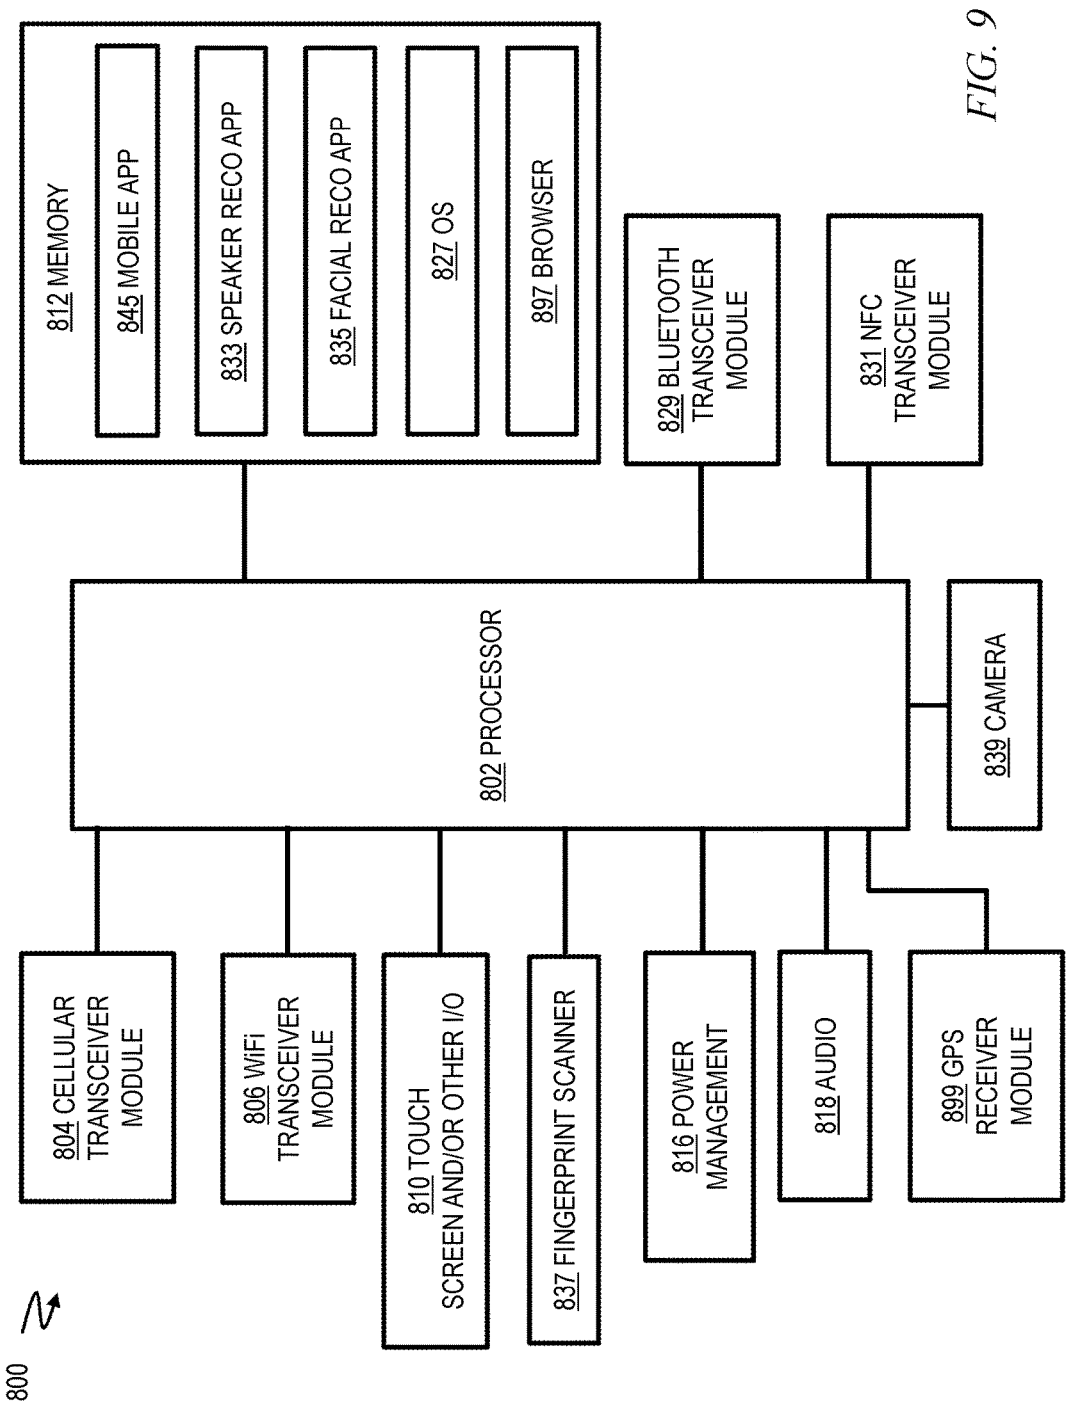 800
804 CELLULAR
TRANSCEIVER
MODULE
806 WiFi
TRANSCEIVER
MODULE
810 TOUCH
SCREEN AND/OR OTHER I/O
837 FINGERPRINT SCANNER
816 POWER
MANAGEMENT
818 AUDIO
899 GPS
RECEIVER
MODULE
802 PROCESSOR
839 CAMERA
812 MEMORY
845 MOBILE APP
833 SPEAKER RECO APP
835 FACIAL RECO APP
827 OS
897 BROWSER
829 BLUETOOTH
TRANSCEIVER
MODULE
831 NFC
TRANSCEIVER
MODULE
FIG. 9